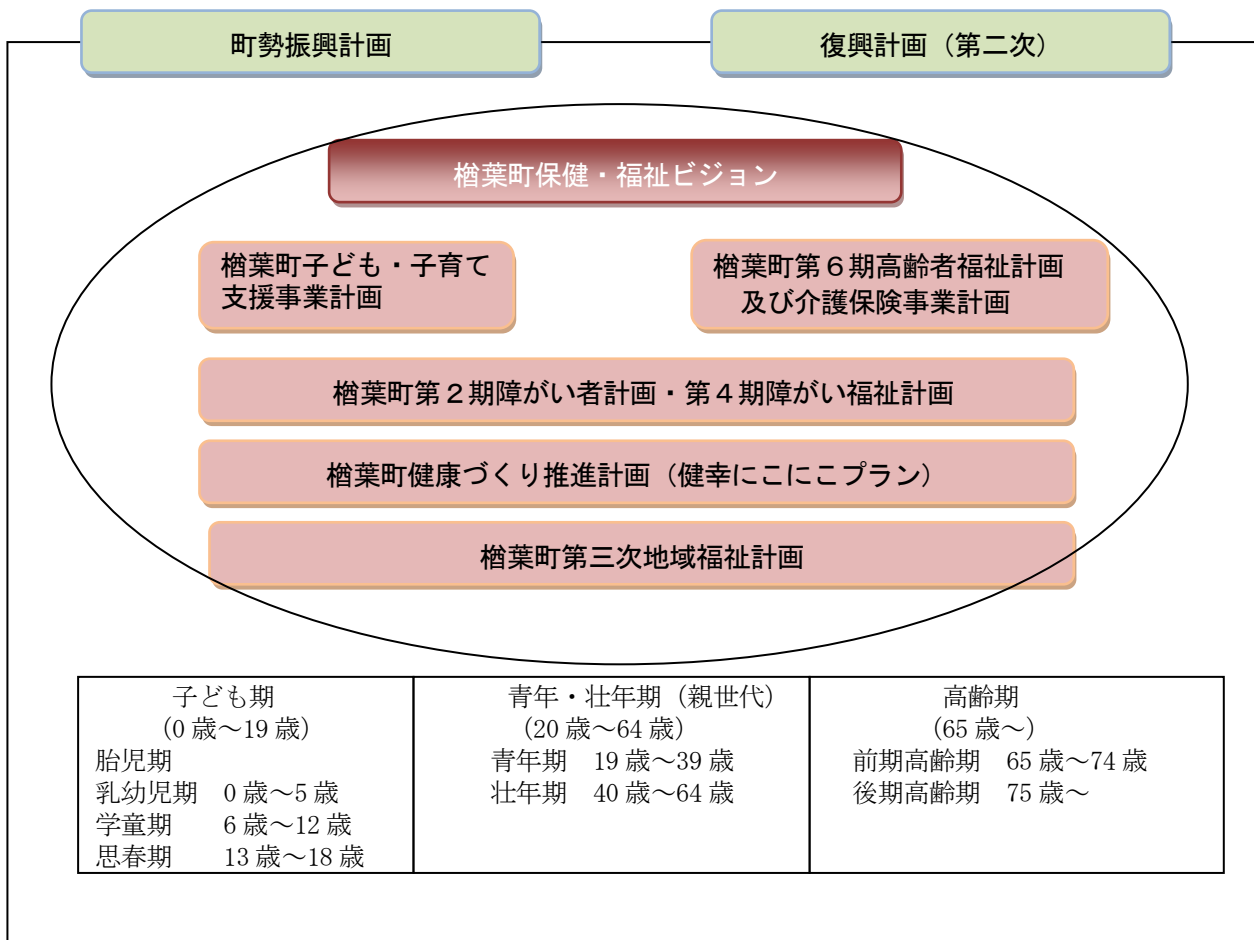 町勢振興計画
復興計画（第二次）
楢葉町保健・福祉ビジョン
楢葉町子ども・子育て
支援事業計画
楢葉町第６期高齢者福祉計画
及び介護保険事業計画
楢葉町第２期障がい者計画・第４期障がい福祉計画
楢葉町健康づくり推進計画（健幸にこにこプラン）
楢葉町第三次地域福祉計画
子ども期
（0 歳～19 歳）
胎児期
乳幼児期　0 歳～5 歳
学童期　6 歳～12 歳
思春期　13 歳～18 歳
青年・壮年期（親世代）
（20 歳～64 歳）
青年期　19 歳～39 歳
壮年期　40 歳～64 歳
高齢期
（65 歳～）
前期高齢期　65 歳～74 歳
後期高齢期　75 歳～